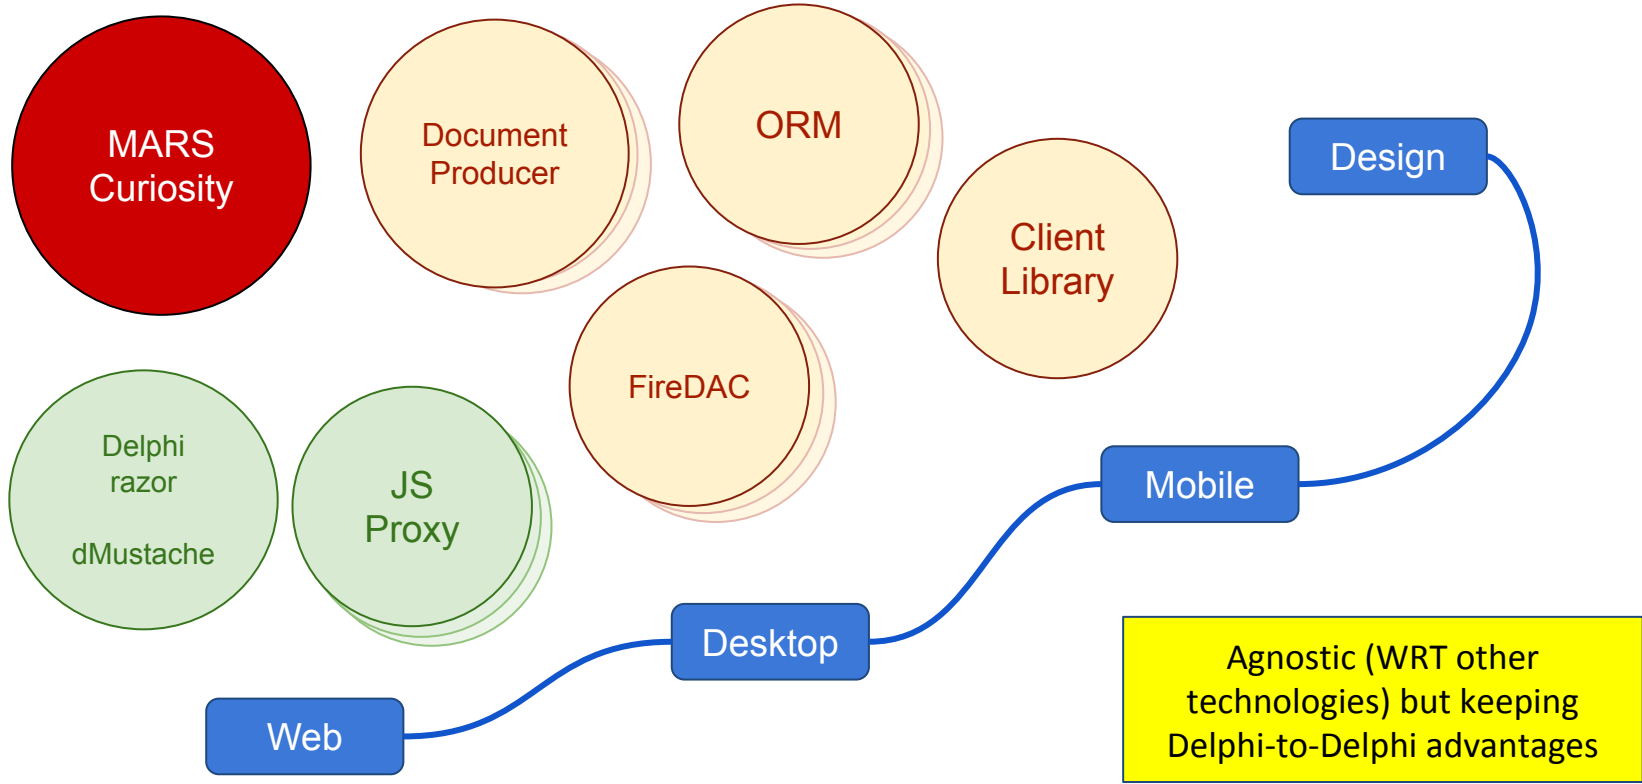 MARS
Curiosity
Document
Producer
ORM
Client
Library
Design
FireDAC
Delphi
razor
dMustache
JS
Proxy
Mobile
Desktop
Web
Agnostic (WRT other
technologies) but keeping
Delphi-to-Delphi advantages